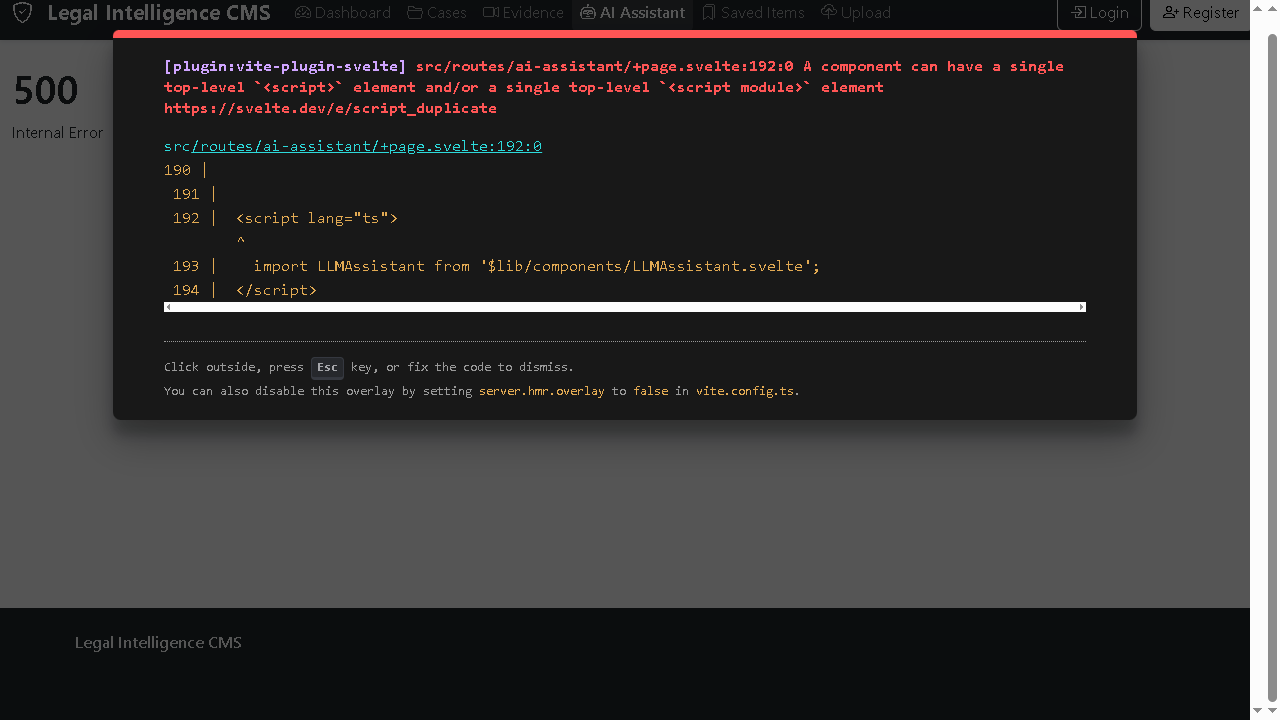 Legal Intelligence CMS Dashboard Cases Evidence AI Assistant Saved Items Upload Login Register
500
Internal Error
[plugin:vite-plugin-svelte] src/routes/ai-assistant/+page.svelte:192:0 A component can have a single
top-level `<script>` element and/or a single top-level `<script module>` element
https://svelte.dev/e/script_duplicate
src/routes/ai-assistant/+page.svelte:192:0
190 |
191 |
192 |  <script lang="ts">
^
193 |    import LLMAssistant from '$lib/components/LLMAssistant.svelte';
194 |  </script>
Click outside, press Esc key, or fix the code to dismiss.
You can also disable this overlay by setting server.hmr.overlay to false in vite.config.ts.
Legal Intelligence CMS